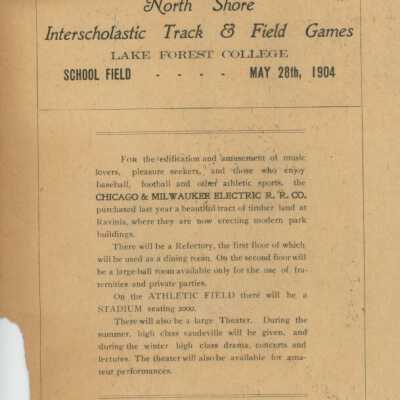 North Shore
Interscholastic Track & Field Games
LAKE FOREST COLLEGE
SCHOOL FIELD - - - - MAY 28th, 1904
FOR the edification and amusement of music
lovers, pleasure seekers, and those who enjoy
baseball, football and other athletic sports, the
CHICAGO & MILWAUKEE ELECTRIC R. R. CO.
purchased last year a beautiful tract of timber land at
Ravinia, where they are now erecting modern park
buildings.
There will be a Refectory, the first floor of which
will be used as a dining room. On the second floor will
be a large ball room available only for the use of fra-
ternities and private parties.
On the ATHLETIC FIELD there will be a
STADIUM seating 2000.
There will also be a large Theater. During the
summer, high class vaudeville will be given, and
during the winter high class drama, concerts and
lectures. The theater will also be available for ama-
teur performances.